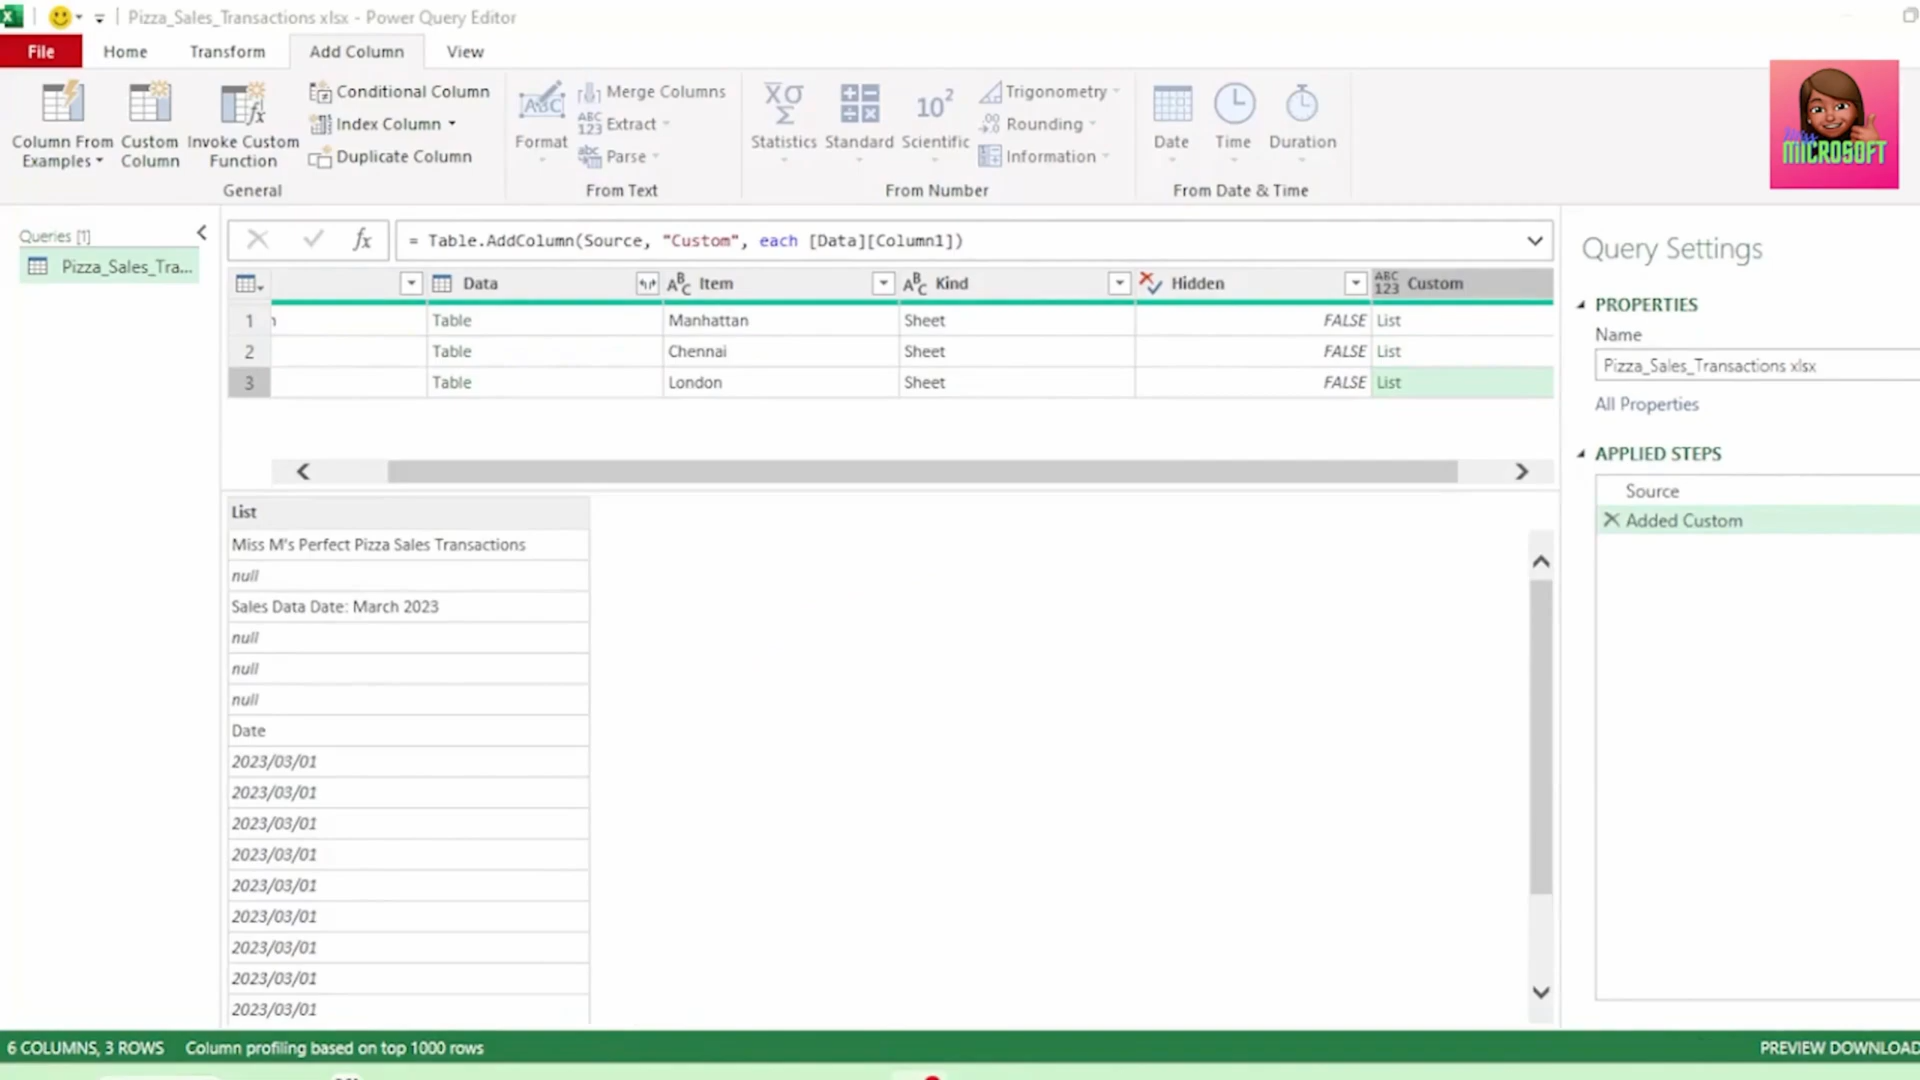 Pizza_Sales_Transactions xlsx - Power Query Editor
File Home Transform Add Column View
Column From Examples
Custom Column
Invoke Custom Function
Conditional Column
Index Column
Duplicate Column
General
Format
Merge Columns
Extract
Parse
From Text
Statistics
Standard
Scientific
Trigonometry
Rounding
Information
From Number
Date
Time
Duration
From Date & Time
Miss
MICROSOFT
Queries [1]
Pizza_Sales_Tra...
= Table.AddColumn(Source, "Custom", each [Data][Column1])
Data Item Kind Hidden Custom
1 Table Manhattan Sheet FALSE List
2 Table Chennai Sheet FALSE List
3 Table London Sheet FALSE List
List
Miss M's Perfect Pizza Sales Transactions
null
Sales Data Date: March 2023
null
null
null
Date
2023/03/01
2023/03/01
2023/03/01
2023/03/01
2023/03/01
2023/03/01
2023/03/01
2023/03/01
2023/03/01
Query Settings
PROPERTIES
Name
Pizza_Sales_Transactions xlsx
All Properties
APPLIED STEPS
Source
Added Custom
6 COLUMNS, 3 ROWS Column profiling based on top 1000 rows
PREVIEW DOWNLOAD